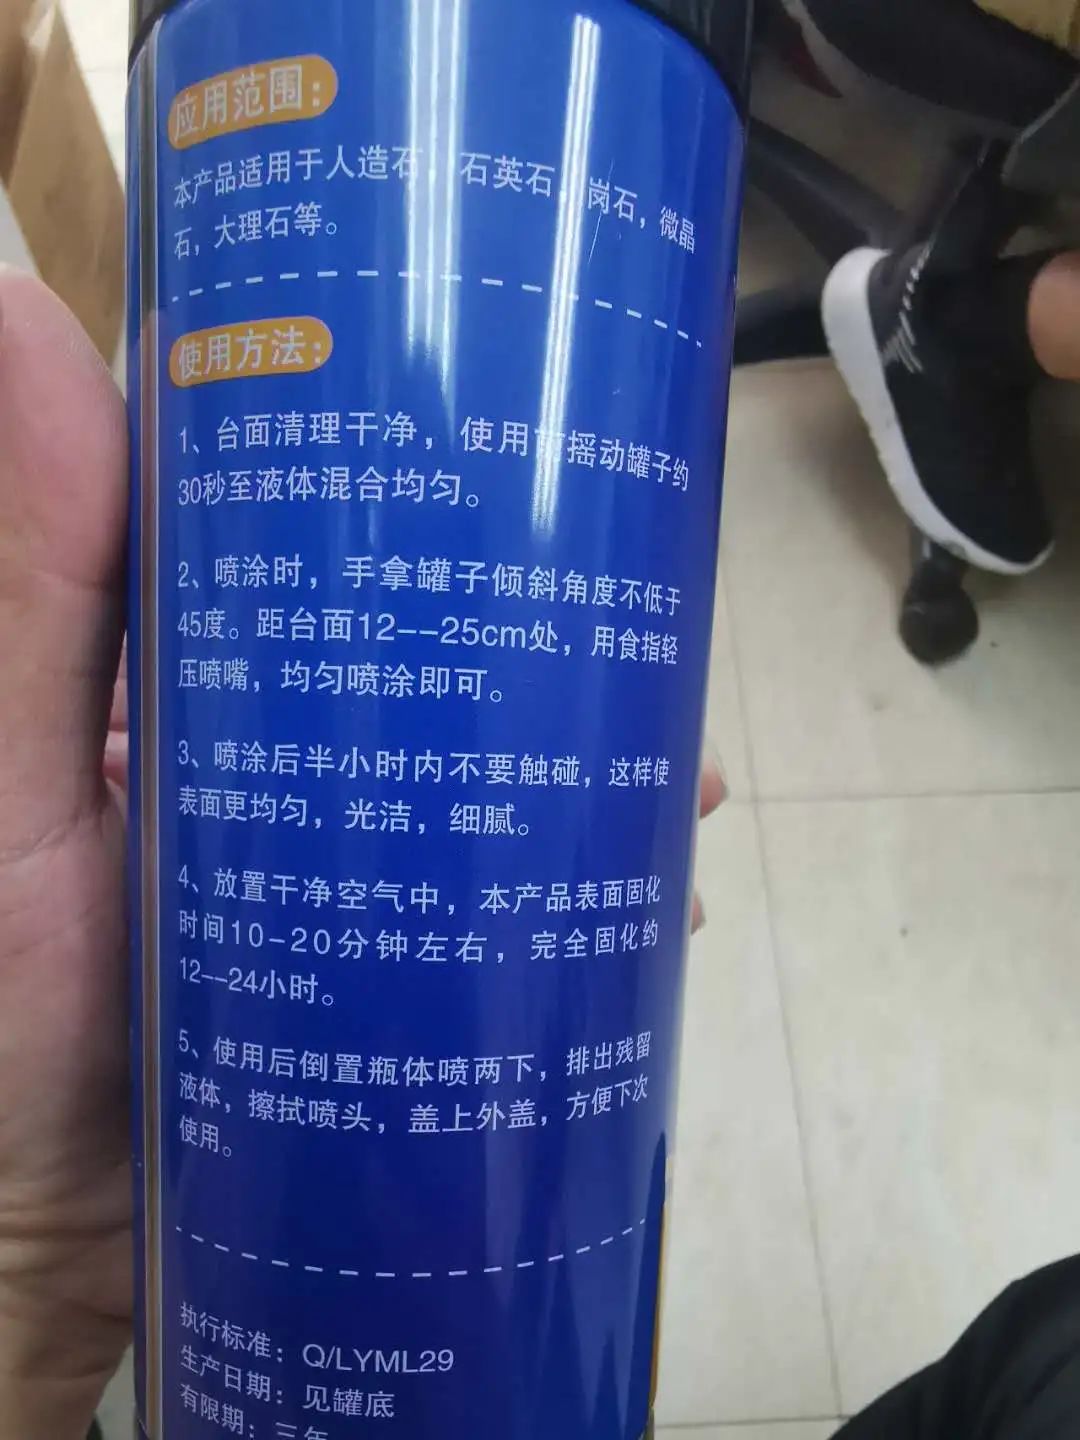 应用范围：
本产品适用于人造石，石英石，岗石，微晶
石，大理石等。
使用方法：
1、台面清理干净，使用前摇动罐子约
30秒至液体混合均匀。
2、喷涂时，手拿罐子倾斜角度不低于
45度。距台面12--25cm处，用食指轻
压喷嘴，均匀喷涂即可。
3、喷涂后半小时内不要触碰，这样使
表面更均匀，光洁，细腻。
4、放置干净空气中，本产品表面固化
时间10-20分钟左右，完全固化约
12--24小时。
5、使用后倒置瓶体喷两下，排出残留
液体，擦拭喷头，盖上外盖，方便下次
使用。
执行标准：Q/LYML29
生产日期：见罐底
有限期：三年